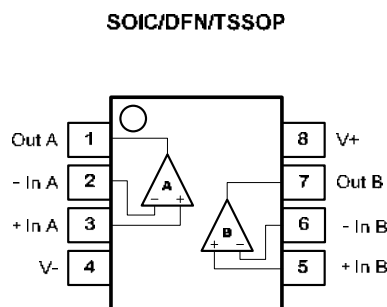 SOIC/DFN/TSSOP
Out A 1 8 V+
- In A 2 A 7 Out B
- +
+ In A 3 B 6 - In B
+ -
V- 4 5 + In B